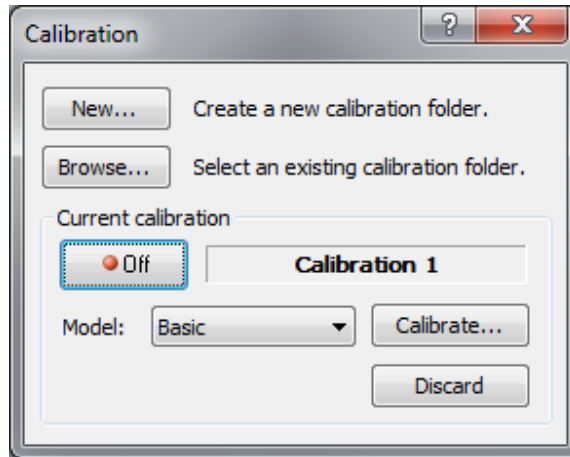 Calibration
?
X
New... Create a new calibration folder.
Browse... Select an existing calibration folder.
Current calibration
Off Calibration 1
Model: Basic Calibrate...
Discard